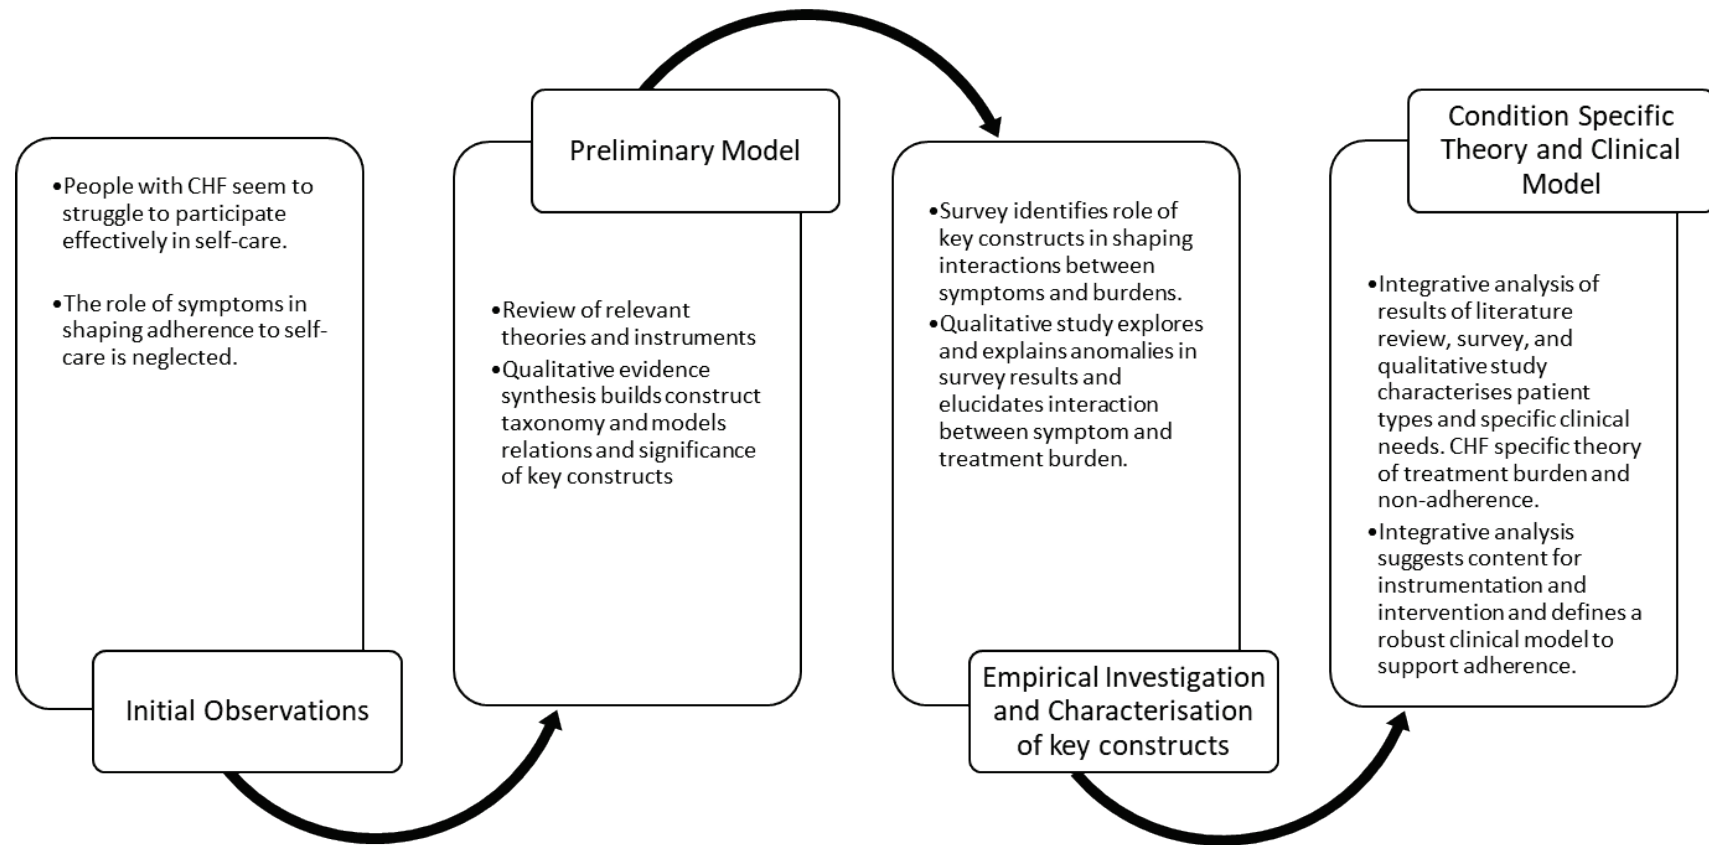 •People with CHF seem to
struggle to participate
effectively in self-care.
•The role of symptoms in
shaping adherence to self-
care is neglected.
Initial Observations
Preliminary Model
•Review of relevant
theories and instruments
•Qualitative evidence
synthesis builds construct
taxonomy and models
relations and significance
of key constructs
•Survey identifies role of
key constructs in shaping
interactions between
symptoms and burdens.
•Qualitative study explores
and explains anomalies in
survey results and
elucidates interaction
between symptom and
treatment burden.
Empirical Investigation
and Characterisation
of key constructs
Condition Specific
Theory and Clinical
Model
•Integrative analysis of
results of literature
review, survey, and
qualitative study
characterises patient
types and specific clinical
needs. CHF specific theory
of treatment burden and
non-adherence.
•Integrative analysis
suggests content for
instrumentation and
intervention and defines a
robust clinical model to
support adherence.